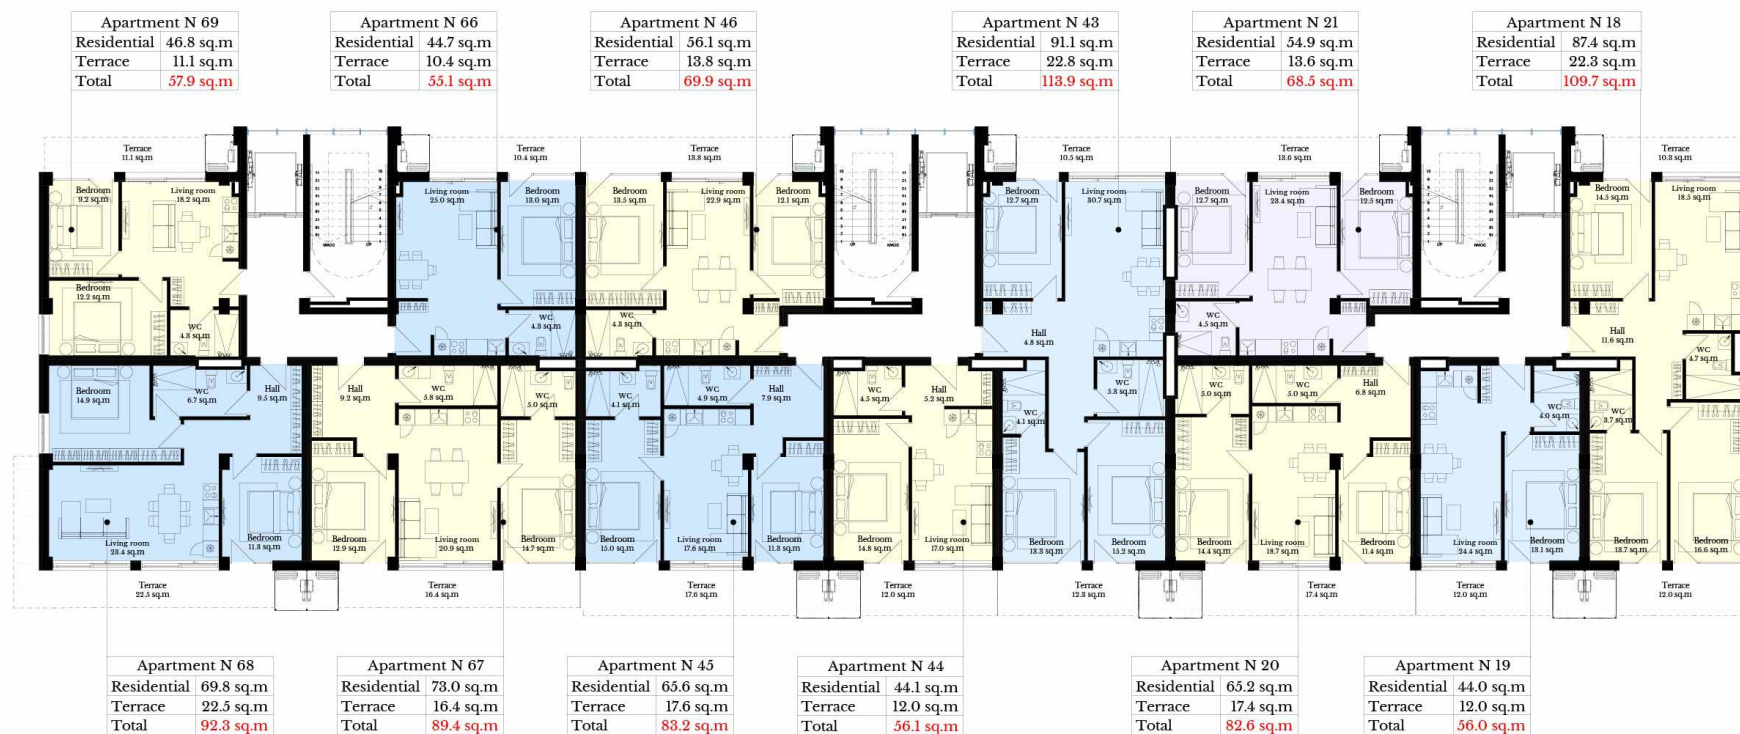 Apartment N 69
Residential 46.8 sq.m
Terrace 11.1 sq.m
Total 57.9 sq.m
Apartment N 66
Residential 44.7 sq.m
Terrace 10.4 sq.m
Total 55.1 sq.m
Apartment N 46
Residential 56.1 sq.m
Terrace 13.8 sq.m
Total 69.9 sq.m
Apartment N 43
Residential 91.1 sq.m
Terrace 22.8 sq.m
Total 113.9 sq.m
Apartment N 21
Residential 54.9 sq.m
Terrace 13.6 sq.m
Total 68.5 sq.m
Apartment N 18
Residential 87.4 sq.m
Terrace 22.3 sq.m
Total 109.7 sq.m
Terrace
11.1 sq.m
Terrace
10.4 sq.m
Terrace
13.8 sq.m
Terrace
10.5 sq.m
Terrace
13.6 sq.m
Terrace
10.3 sq.m
Bedroom
9.2 sq.m
Living room
18.2 sq.m
Living room
25.0 sq.m
Bedroom
13.0 sq.m
Bedroom
13.5 sq.m
Living room
22.9 sq.m
Bedroom
12.1 sq.m
Bedroom
12.7 sq.m
Living room
30.7 sq.m
Bedroom
12.7 sq.m
Living room
23.4 sq.m
Bedroom
12.5 sq.m
Bedroom
14.5 sq.m
Living room
18.5 sq.m
Bedroom
12.2 sq.m
WC
4.3 sq.m
WC
4.3 sq.m
WC
4.3 sq.m
Hall
4.8 sq.m
WC
4.5 sq.m
Hall
11.6 sq.m
WC
4.7 sq.m
Bedroom
14.9 sq.m
WC
6.7 sq.m
Hall
9.5 sq.m
Hall
9.2 sq.m
WC
5.8 sq.m
WC
5.0 sq.m
WC
4.1 sq.m
WC
4.9 sq.m
Hall
7.9 sq.m
WC
4.5 sq.m
Hall
5.2 sq.m
WC
4.1 sq.m
WC
5.3 sq.m
WC
5.0 sq.m
WC
5.0 sq.m
Hall
6.8 sq.m
WC
4.0 sq.m
WC
3.7 sq.m
Living room
23.4 sq.m
Bedroom
11.3 sq.m
Bedroom
12.9 sq.m
Living room
20.9 sq.m
Bedroom
14.7 sq.m
Bedroom
15.0 sq.m
Living room
17.6 sq.m
Bedroom
11.3 sq.m
Bedroom
14.8 sq.m
Living room
17.0 sq.m
Bedroom
13.3 sq.m
Bedroom
15.2 sq.m
Bedroom
14.4 sq.m
Living room
18.7 sq.m
Bedroom
11.4 sq.m
Living room
24.4 sq.m
Bedroom
13.1 sq.m
Bedroom
13.7 sq.m
Bedroom
16.6 sq.m
Terrace
22.5 sq.m
Terrace
16.4 sq.m
Terrace
17.6 sq.m
Terrace
12.0 sq.m
Terrace
12.3 sq.m
Terrace
17.4 sq.m
Terrace
12.0 sq.m
Terrace
12.0 sq.m
Apartment N 68
Residential 69.8 sq.m
Terrace 22.5 sq.m
Total 92.3 sq.m
Apartment N 67
Residential 73.0 sq.m
Terrace 16.4 sq.m
Total 89.4 sq.m
Apartment N 45
Residential 65.6 sq.m
Terrace 17.6 sq.m
Total 83.2 sq.m
Apartment N 44
Residential 44.1 sq.m
Terrace 12.0 sq.m
Total 56.1 sq.m
Apartment N 20
Residential 65.2 sq.m
Terrace 17.4 sq.m
Total 82.6 sq.m
Apartment N 19
Residential 44.0 sq.m
Terrace 12.0 sq.m
Total 56.0 sq.m